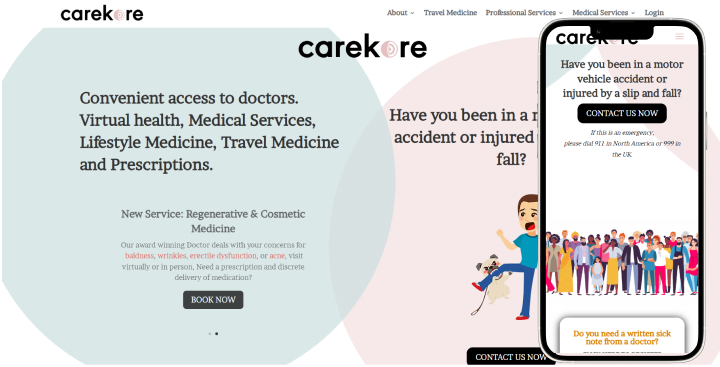 carekore
About
Travel Medicine
Professional Services
Medical Services
Login
carekore
Convenient access to doctors.
Virtual health, Medical Services,
Lifestyle Medicine, Travel Medicine
and Prescriptions.
New Service: Regenerative & Cosmetic
Medicine
Our award winning Doctor deals with your concerns for
baldness, wrinkles, erectile dysfunction, or acne, visit
virtually or in person, Need a prescription and discrete
delivery of medication?
BOOK NOW
Have you been in a
accident or injured
fall?
CONTACT US NOW
carekore
Have you been in a motor
vehicle accident or
injured by a slip and fall?
CONTACT US NOW
If this is an emergency,
please dial 911 in North America or 999 in
the UK.
Do you need a written sick
note from a doctor?